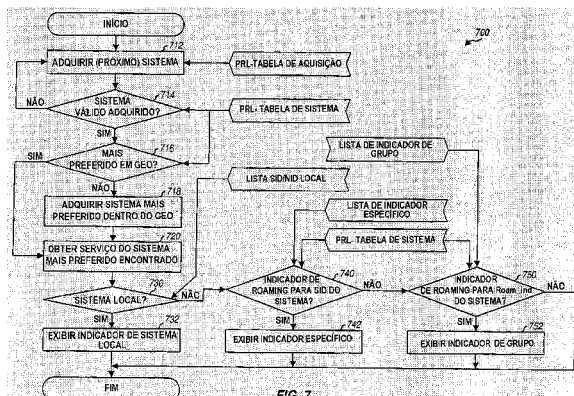 INÍCIO
700
712
ADQUIRIR (PRÓXIMO) SISTEMA
PRL-TABELA DE AQUISIÇÃO
714
SISTEMA
VÁLIDO ADQUIRIDO?
NÃO
PRL- TABELA DE SISTEMA
SIM
716
MAIS
PREFERIDO EM GEO?
SIM
LISTA DE INDICADOR DE
GRUPO
NÃO
LISTA SID/NID LOCAL
718
ADQUIRIR SISTEMA MAIS
PREFERIDO DENTRO DO GEO
LISTA DE INDICADOR
ESPECÍFICO
720
OBTER SERVIÇO DO SISTEMA
MAIS PREFERIDO ENCONTRADO
PRL- TABELA DE SISTEMA
730
SISTEMA LOCAL?
NÃO
740
INDICADOR DE
ROAMING PARA SID DO
SISTEMA?
NÃO
750
INDICADOR
DE ROAMING PARA Roam_Ind
DO SISTEMA?
NÃO
SIM
732
EXIBIR INDICADOR DE SISTEMA
LOCAL
SIM
742
EXIBIR INDICADOR ESPECÍFICO
SIM
752
EXIBIR INDICADOR DE GRUPO
FIM
FIG. 7